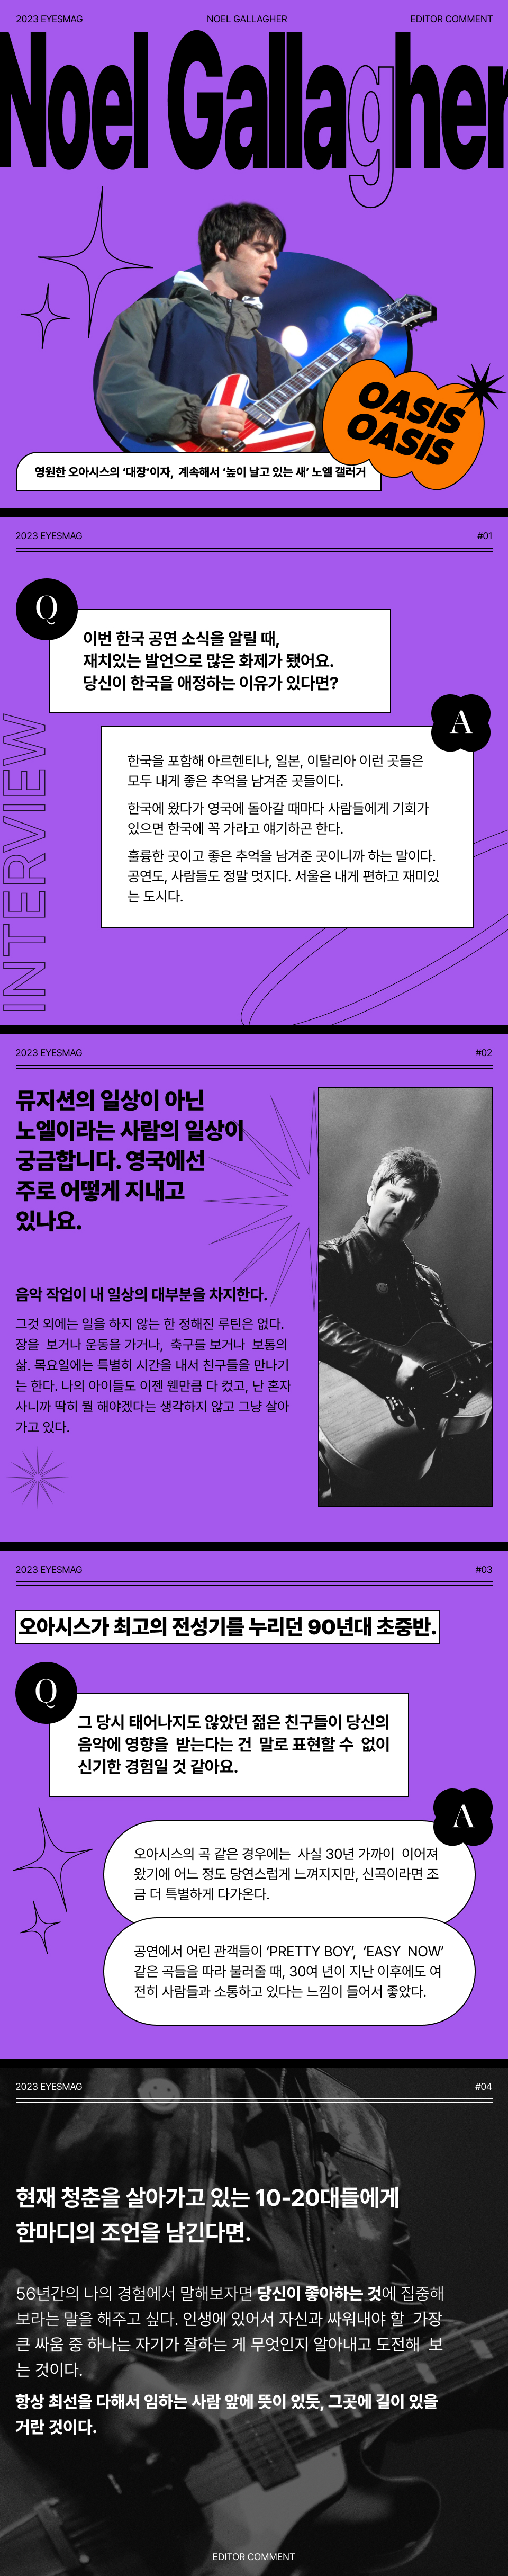 2023 EYESMAG
NOEL GALLAGHER
EDITOR COMMENT
Noel Gallagher
OASIS
OASIS
영원한 오아시스의 ‘대장’이자, 계속해서 ‘높이 날고 있는 새’ 노엘 갤러거
2023 EYESMAG
#01
Q
이번 한국 공연 소식을 알릴 때,
재치있는 발언으로 많은 화제가 됐어요.
당신이 한국을 애정하는 이유가 있다면?
A
한국을 포함해 아르헨티나, 일본, 이탈리아 이런 곳들은
모두 내게 좋은 추억을 남겨준 곳들이다.
한국에 왔다가 영국에 돌아갈 때마다 사람들에게 기회가
있으면 한국에 꼭 가라고 얘기하곤 한다.
훌륭한 곳이고 좋은 추억을 남겨준 곳이니까 하는 말이다.
공연도, 사람들도 정말 멋지다. 서울은 내게 편하고 재미있
는 도시다.
INTERVIEW
2023 EYESMAG
#02
뮤지션의 일상이 아닌
노엘이라는 사람의 일상이
궁금합니다. 영국에선
주로 어떻게 지내고
있나요.
음악 작업이 내 일상의 대부분을 차지한다.
그것 외에는 일을 하지 않는 한 정해진 루틴은 없다.
장을 보거나 운동을 가거나, 축구를 보거나 보통의
삶. 목요일에는 특별히 시간을 내서 친구들을 만나기
는 한다. 나의 아이들도 이젠 웬만큼 다 컸고, 난 혼자
사니까 딱히 뭘 해야겠다는 생각하지 않고 그냥 살아
가고 있다.
2023 EYESMAG
#03
오아시스가 최고의 전성기를 누리던 90년대 초중반.
Q
그 당시 태어나지도 않았던 젊은 친구들이 당신의
음악에 영향을 받는다는 건 말로 표현할 수 없이
신기한 경험일 것 같아요.
A
오아시스의 곡 같은 경우에는 사실 30년 가까이 이어져
왔기에 어느 정도 당연스럽게 느껴지지만, 신곡이라면 조
금 더 특별하게 다가온다.
공연에서 어린 관객들이 ‘PRETTY BOY’, ‘EASY NOW’
같은 곡들을 따라 불러줄 때, 30여 년이 지난 이후에도 여
전히 사람들과 소통하고 있다는 느낌이 들어서 좋았다.
2023 EYESMAG
#04
현재 청춘을 살아가고 있는 10-20대들에게
한마디의 조언을 남긴다면.
56년간의 나의 경험에서 말해보자면 당신이 좋아하는 것에 집중해
보라는 말을 해주고 싶다. 인생에 있어서 자신과 싸워내야 할 가장
큰 싸움 중 하나는 자기가 잘하는 게 무엇인지 알아내고 도전해 보
는 것이다.
항상 최선을 다해서 임하는 사람 앞에 뜻이 있듯, 그곳에 길이 있을
거란 것이다.
EDITOR COMMENT